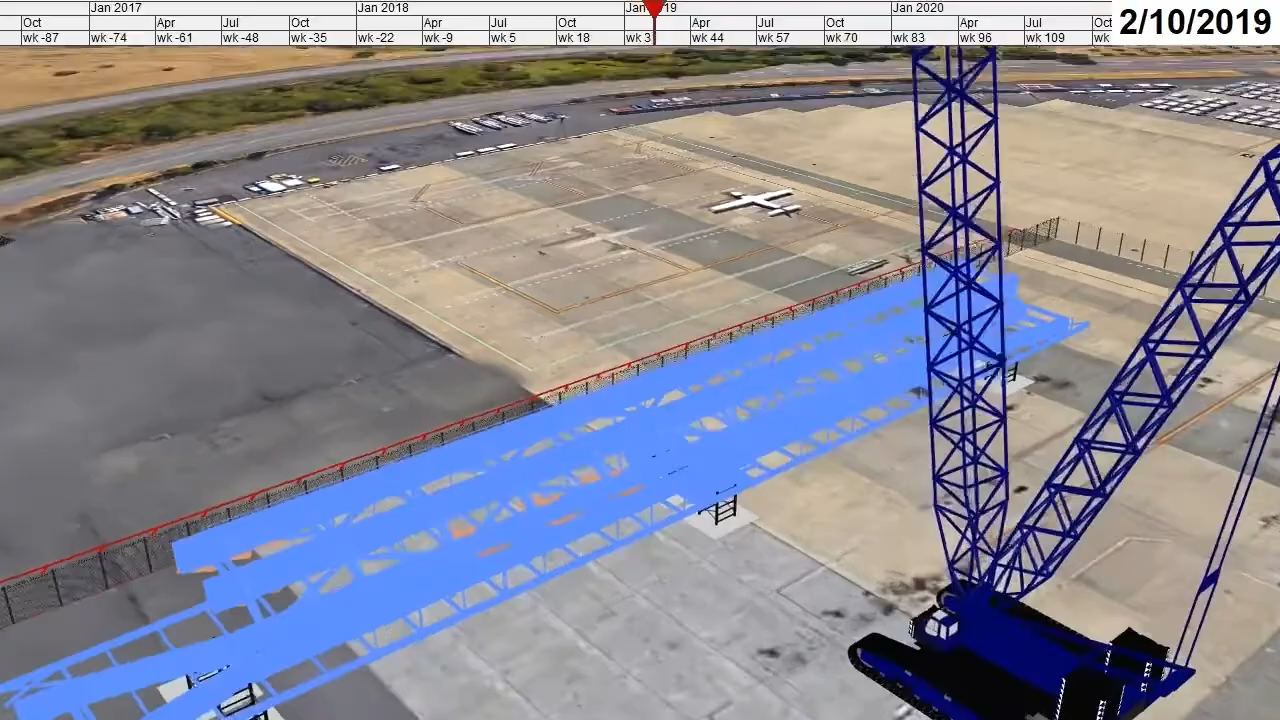 Jan 2017 Jan 2018 Jan 2019 Jan 2020
Oct Apr Jul Oct Apr Jul Oct Apr Jul Oct Apr Jul Oct
wk -87 wk -74 wk -61 wk -48 wk -35 wk -22 wk -9 wk 5 wk 18 wk 3 wk 44 wk 57 wk 70 wk 83 wk 96 wk 109 wk
2/10/2019